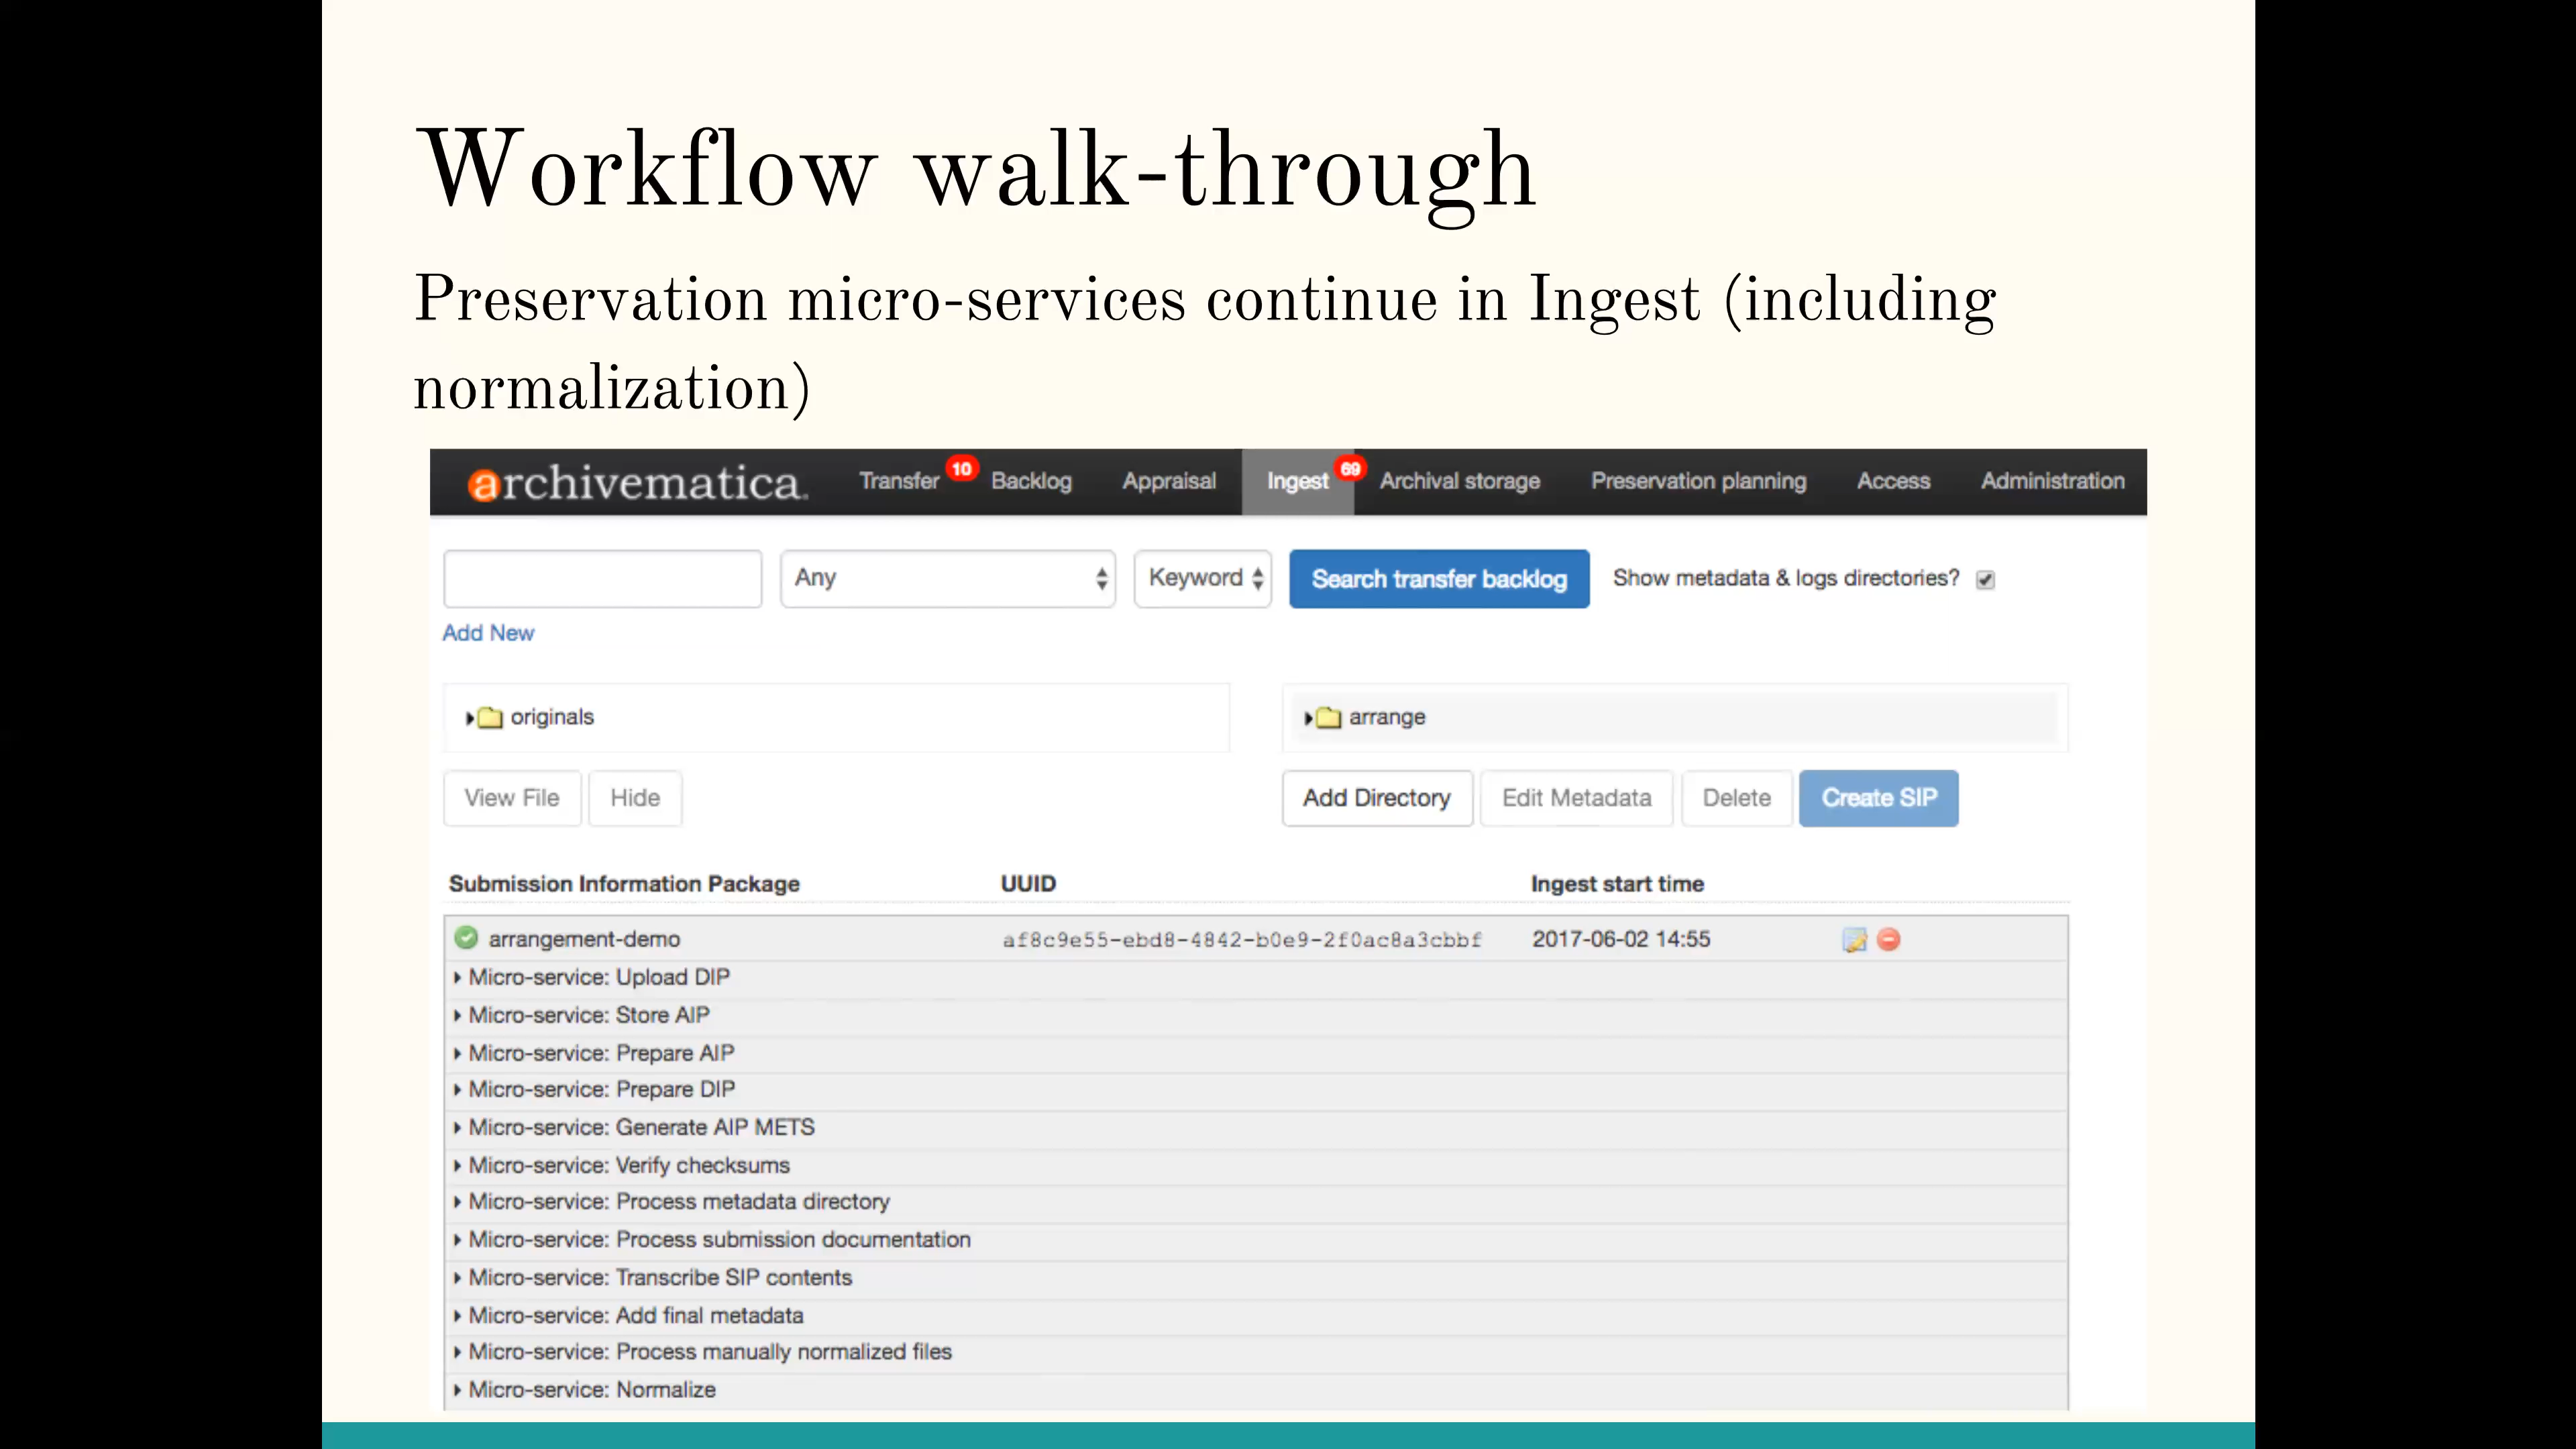 Workflow walk-through
Preservation micro-services continue in Ingest (including
normalization)
archivematica. Transfer 10 Backlog Appraisal Ingest 69 Archival storage Preservation planning Access Administration
Any Keyword Search transfer backlog Show metadata & logs directories?
Add New
originals arrange
View File Hide Add Directory Edit Metadata Delete Create SIP
Submission Information Package UUID Ingest start time
arrangement-demo af8c9e55-ebd8-4842-b0e9-2f0ac8a3cbbf 2017-06-02 14:55
Micro-service: Upload DIP
Micro-service: Store AIP
Micro-service: Prepare AIP
Micro-service: Prepare DIP
Micro-service: Generate AIP METS
Micro-service: Verify checksums
Micro-service: Process metadata directory
Micro-service: Process submission documentation
Micro-service: Transcribe SIP contents
Micro-service: Add final metadata
Micro-service: Process manually normalized files
Micro-service: Normalize